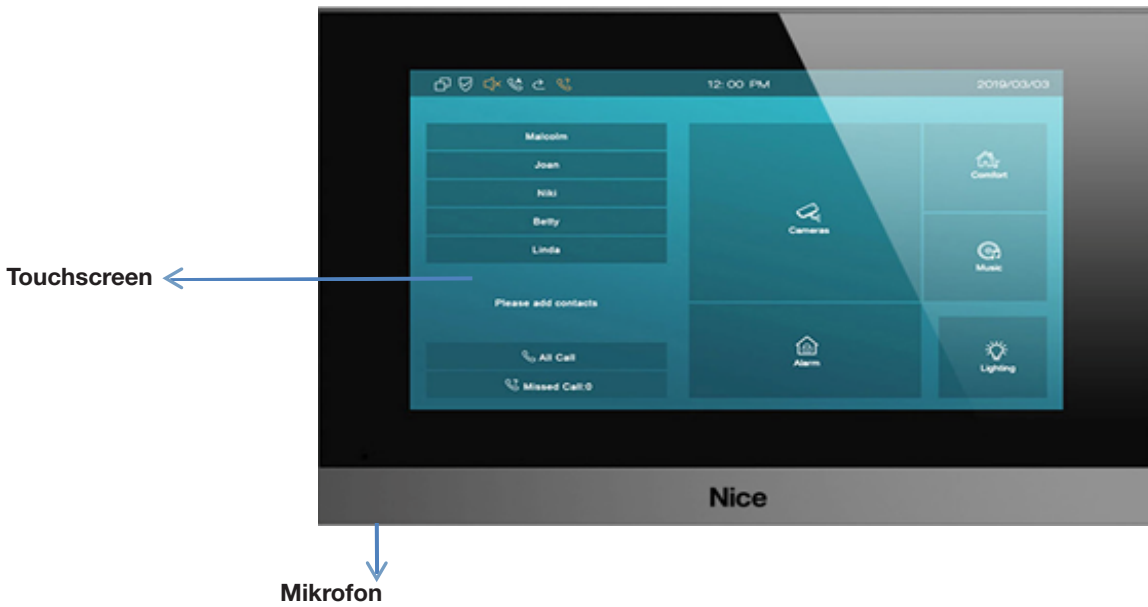 12:00 PM
2019/03/03
Malcolm
Joan
Niki
Betty
Linda
Please add contacts
All Call
Missed Call:0
Cameras
Alarm
Comfort
Music
Lighting
Touchscreen
Nice
Mikrofon